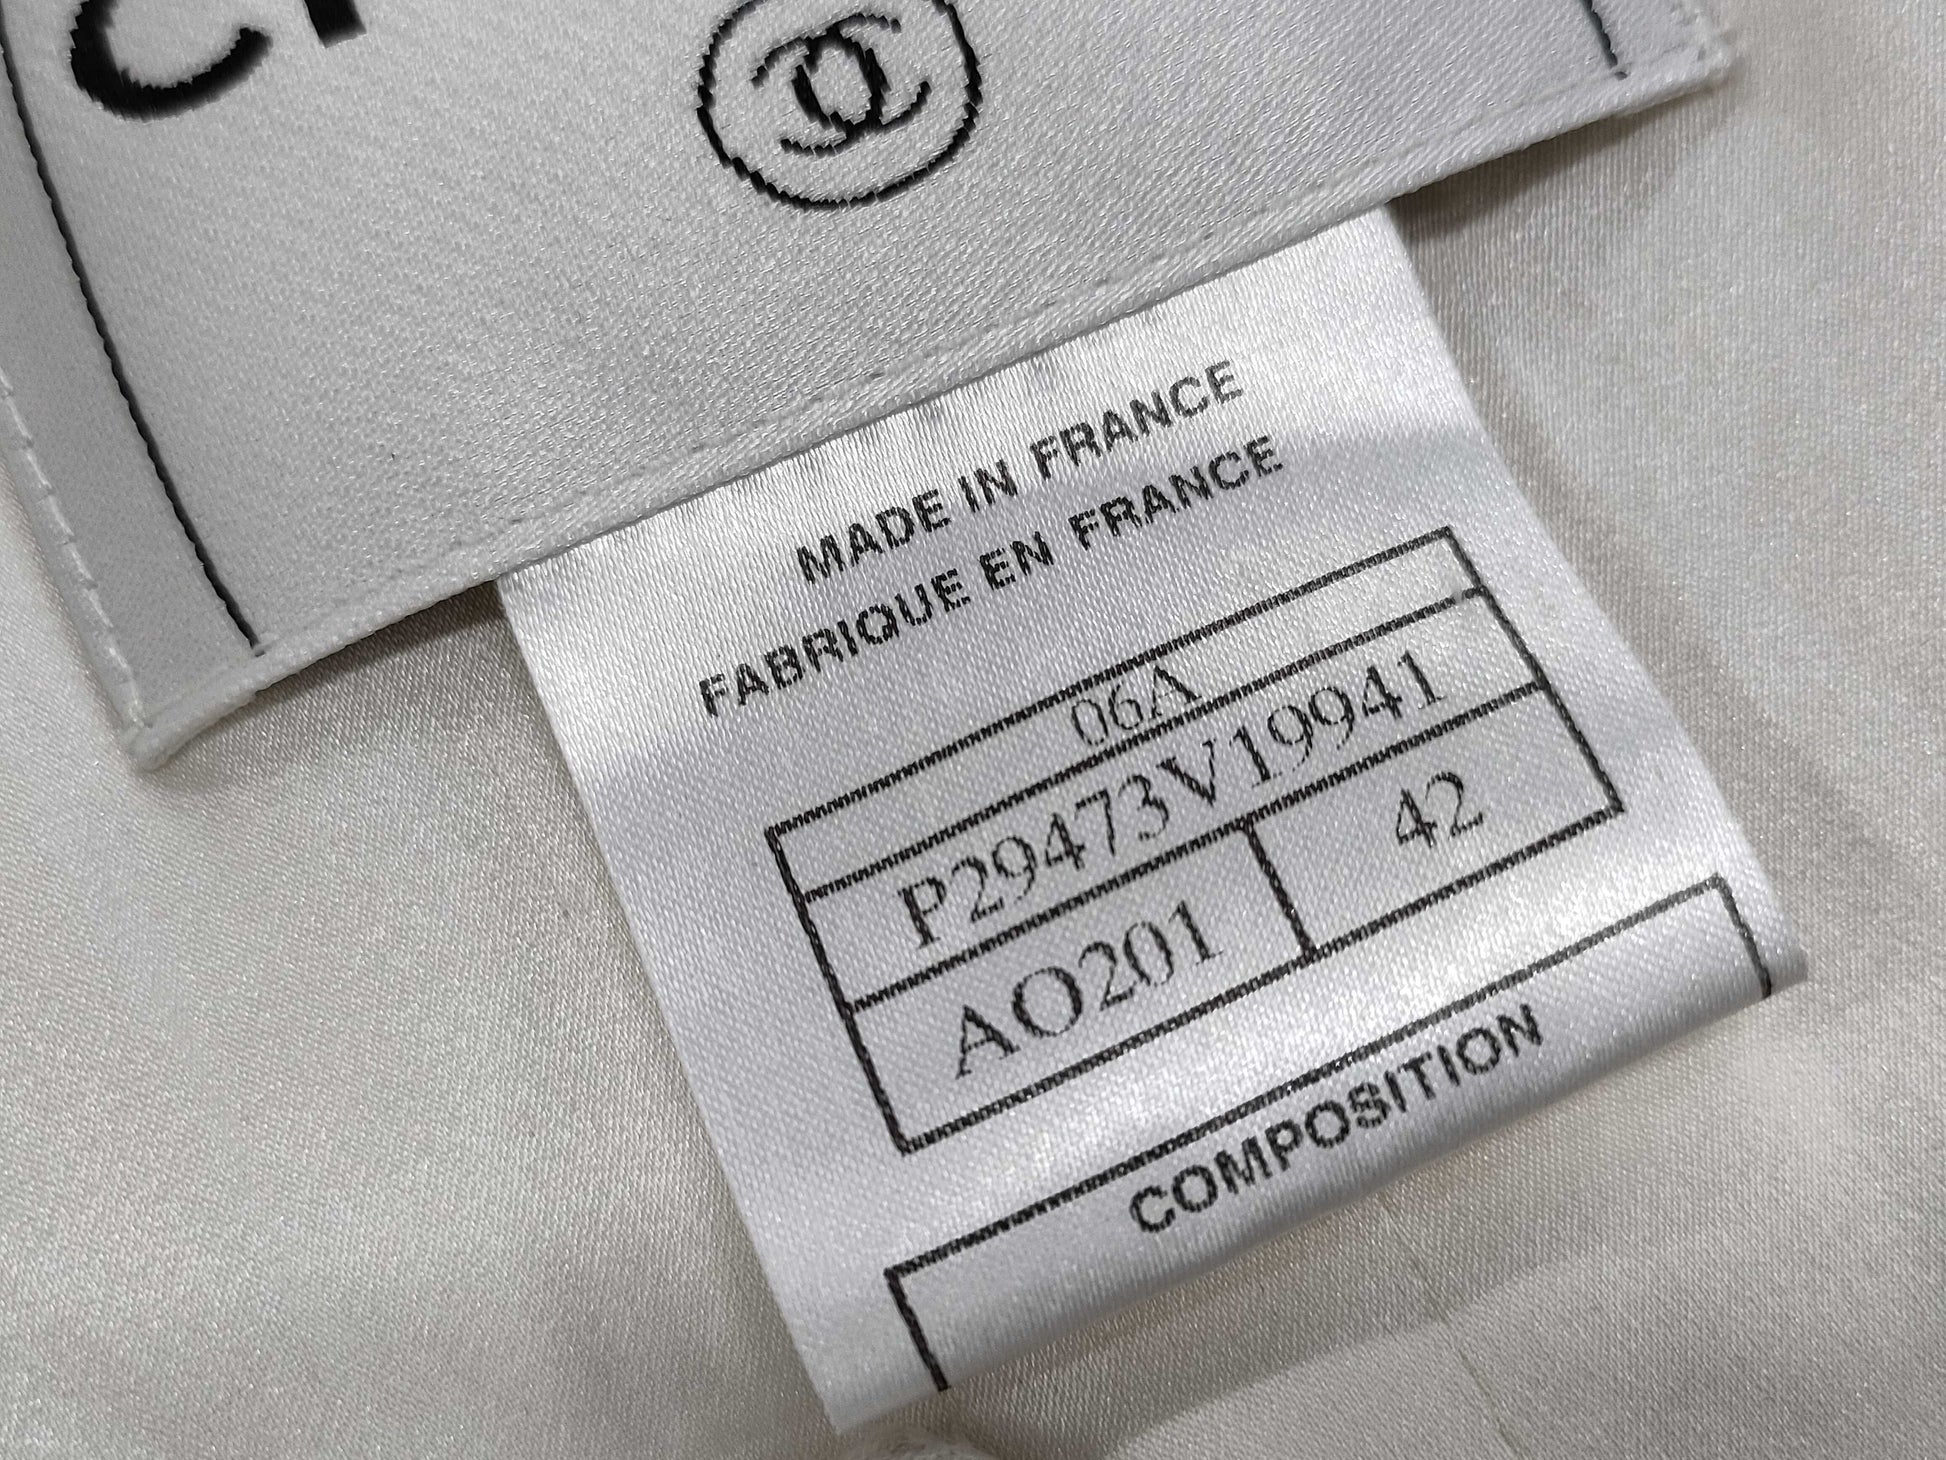 MADE IN FRANCE
FABRIQUE EN FRANCE
06A
P29473V19941
AO201 42
COMPOSITION